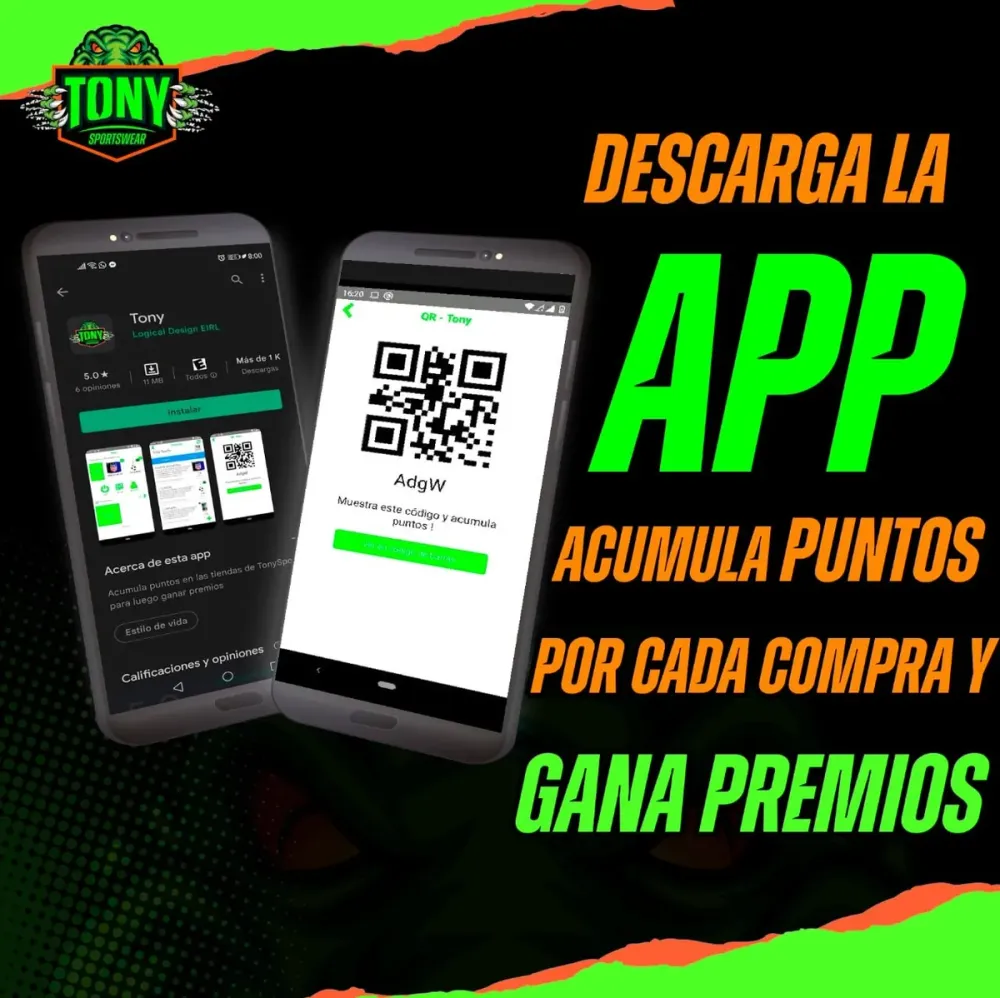 TONY
SPORTSWEAR
DESCARGA LA
APP
ACUMULA PUNTOS
POR CADA COMPRA Y
GANA PREMIOS
8:00
Tony
Logical Design EIRL
5.0★
6 opiniones
11 MB
Todos
Más de 1 K
Descargas
Instalar
Acerca de esta app
Acumula puntos en las tiendas de TonySpo
para luego ganar premios
Estilo de vida
Calificaciones y opiniones
16:20
QR - Tony
AdgW
Muestra este código y acumula
puntos !